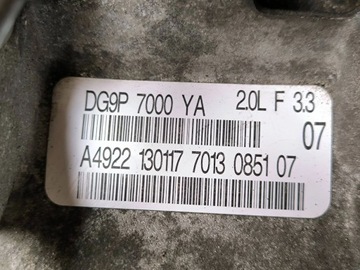 DG9P 7000 YA 2.0L F 3.3
07
A4922 130117 7013 0851 07